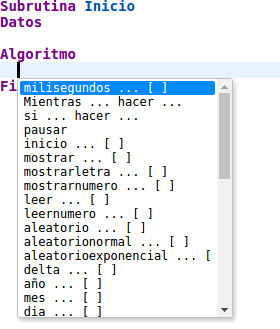 Subrutina Inicio
Datos
Algoritmo
Fi
milisegundos ... [ ]
Mientras ... hacer ...
si ... hacer ...
pausar
inicio ... [ ]
mostrar ... [ ]
mostrarletra ... [ ]
mostrarnumero ... [ ]
leer ... [ ]
leernumero ... [ ]
aleatorio ... [ ]
aleatorionormal ... [ ]
aleatorioexponencial ... [
delta ... [ ]
año ... [ ]
mes ... [ ]
dia ... [ ]